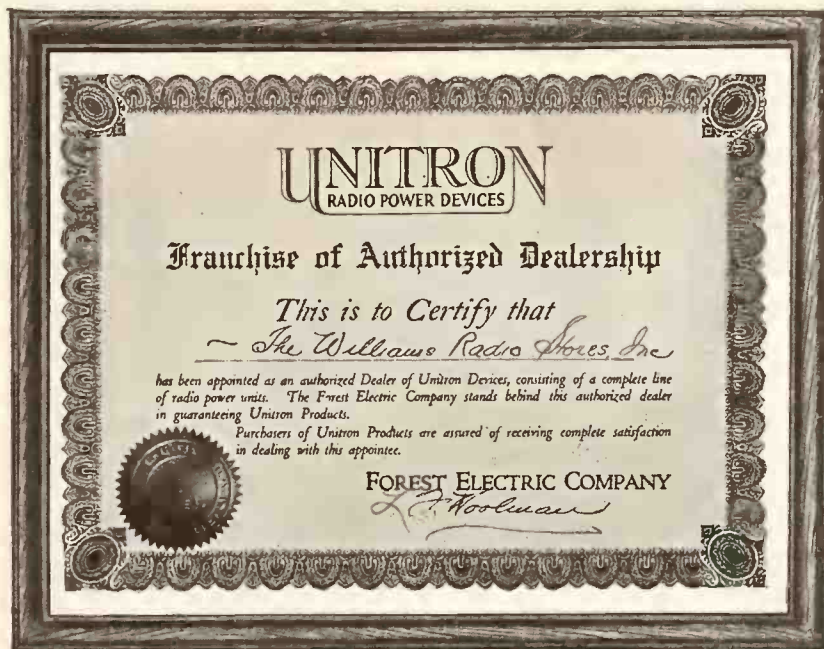 UNITRON
RADIO POWER DEVICES
Franchise of Authorized Dealership
This is to Certify that
~ The Williams Radio Stores, Inc
has been appointed as an authorized Dealer of Unitron Devices, consisting of a complete line
of radio power units. The Forest Electric Company stands behind this authorized dealer
in guaranteeing Unitron Products.
Purchasers of Unitron Products are assured of receiving complete satisfaction
in dealing with this appointee.
FOREST ELECTRIC COMPANY
L. F. Woolman